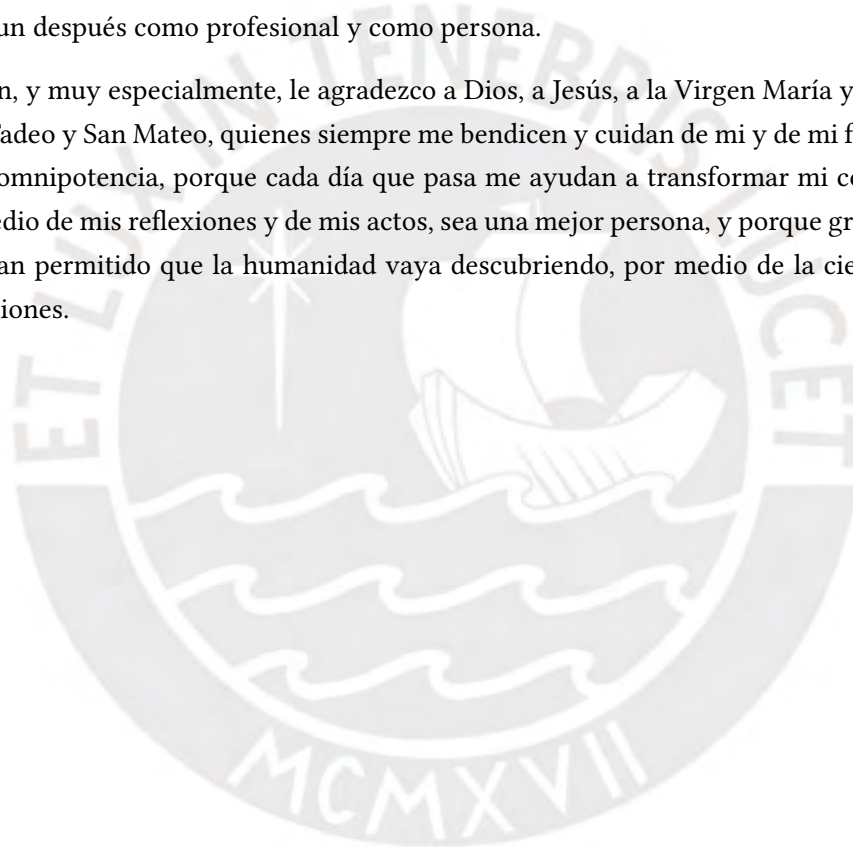 un después como profesional y como persona.
n, y muy especialmente, le agradezco a Dios, a Jesús, a la Virgen María y
Tadeo y San Mateo, quienes siempre me bendicen y cuidan de mi y de mi f
omnipotencia, porque cada día que pasa me ayudan a transformar mi c
dio de mis reflexiones y de mis actos, sea una mejor persona, y porque gr
an permitido que la humanidad vaya descubriendo, por medio de la cie
iones.
ET LUX IN TENEBRIS LUCET
MCMXVII